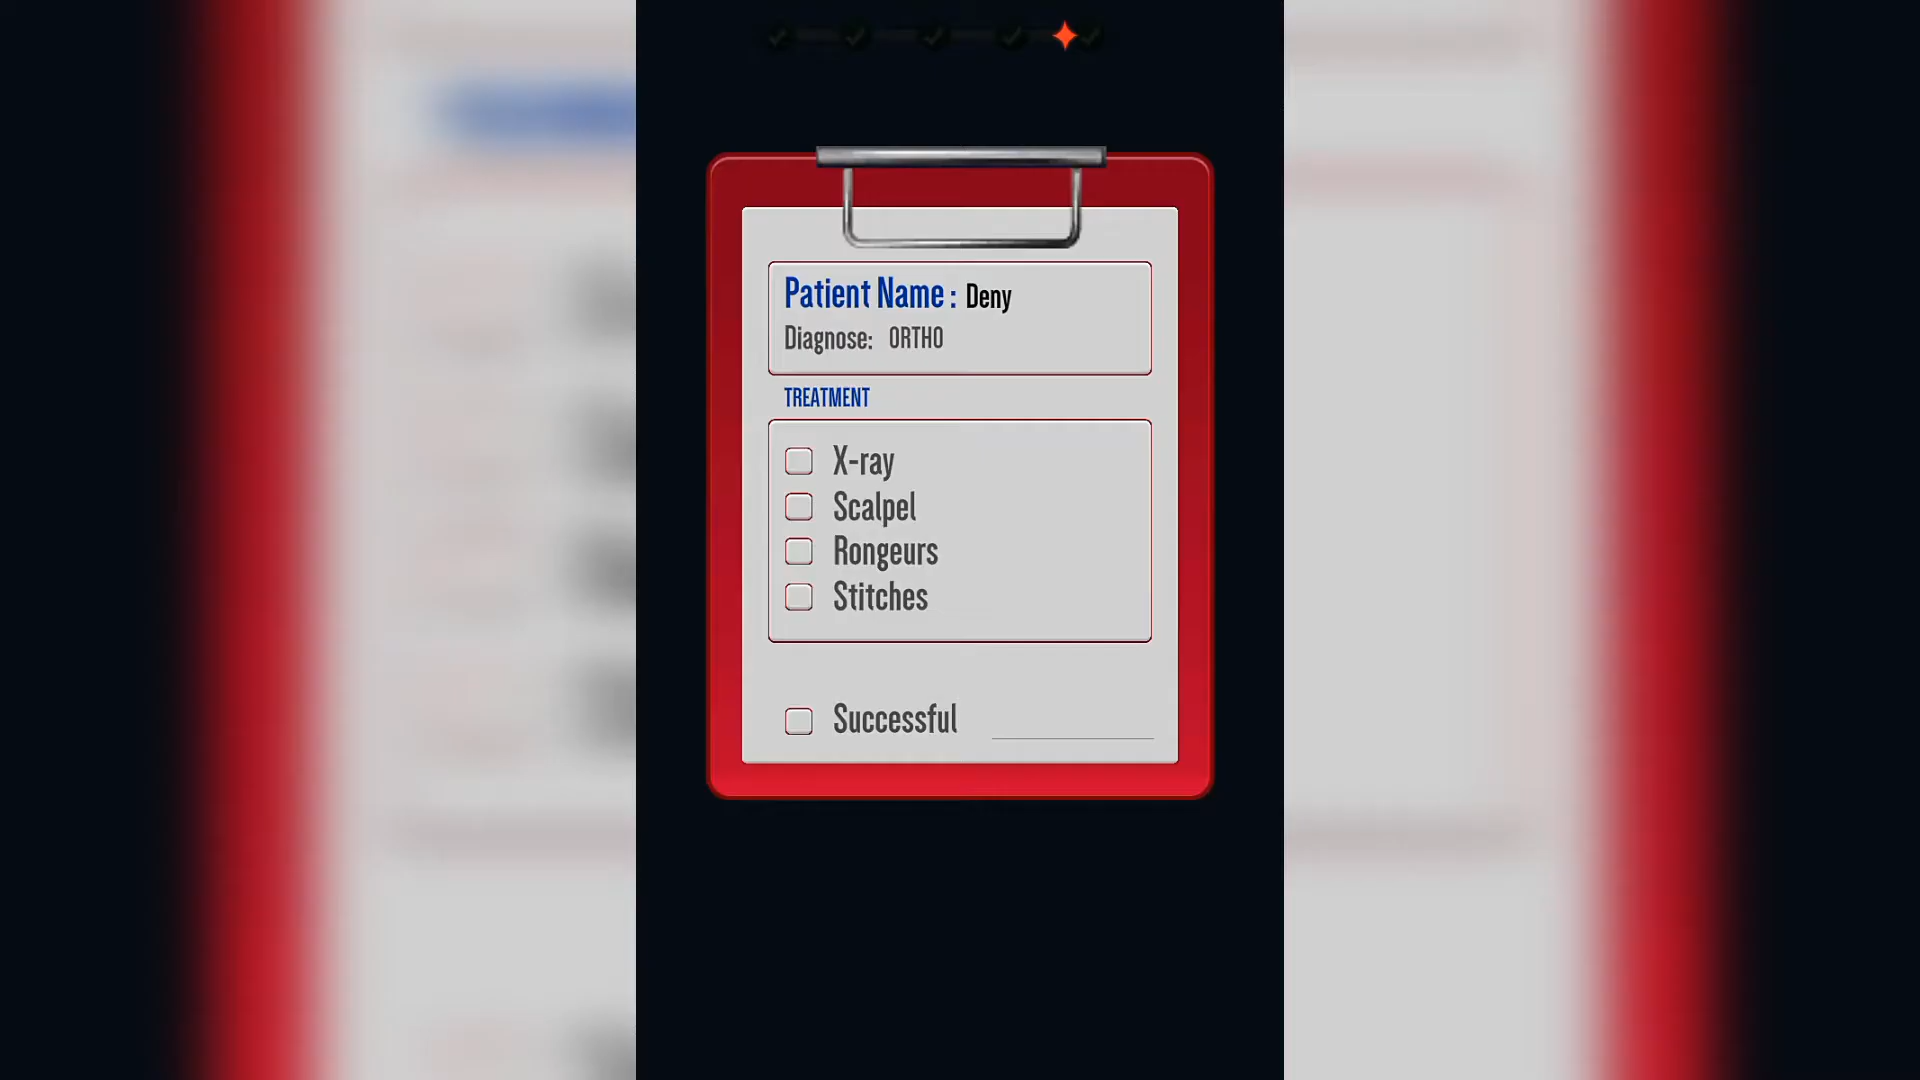 Patient Name : Deny
Diagnose: ORTHO
TREATMENT
X-ray
Scalpel
Rongeurs
Stitches
Successful